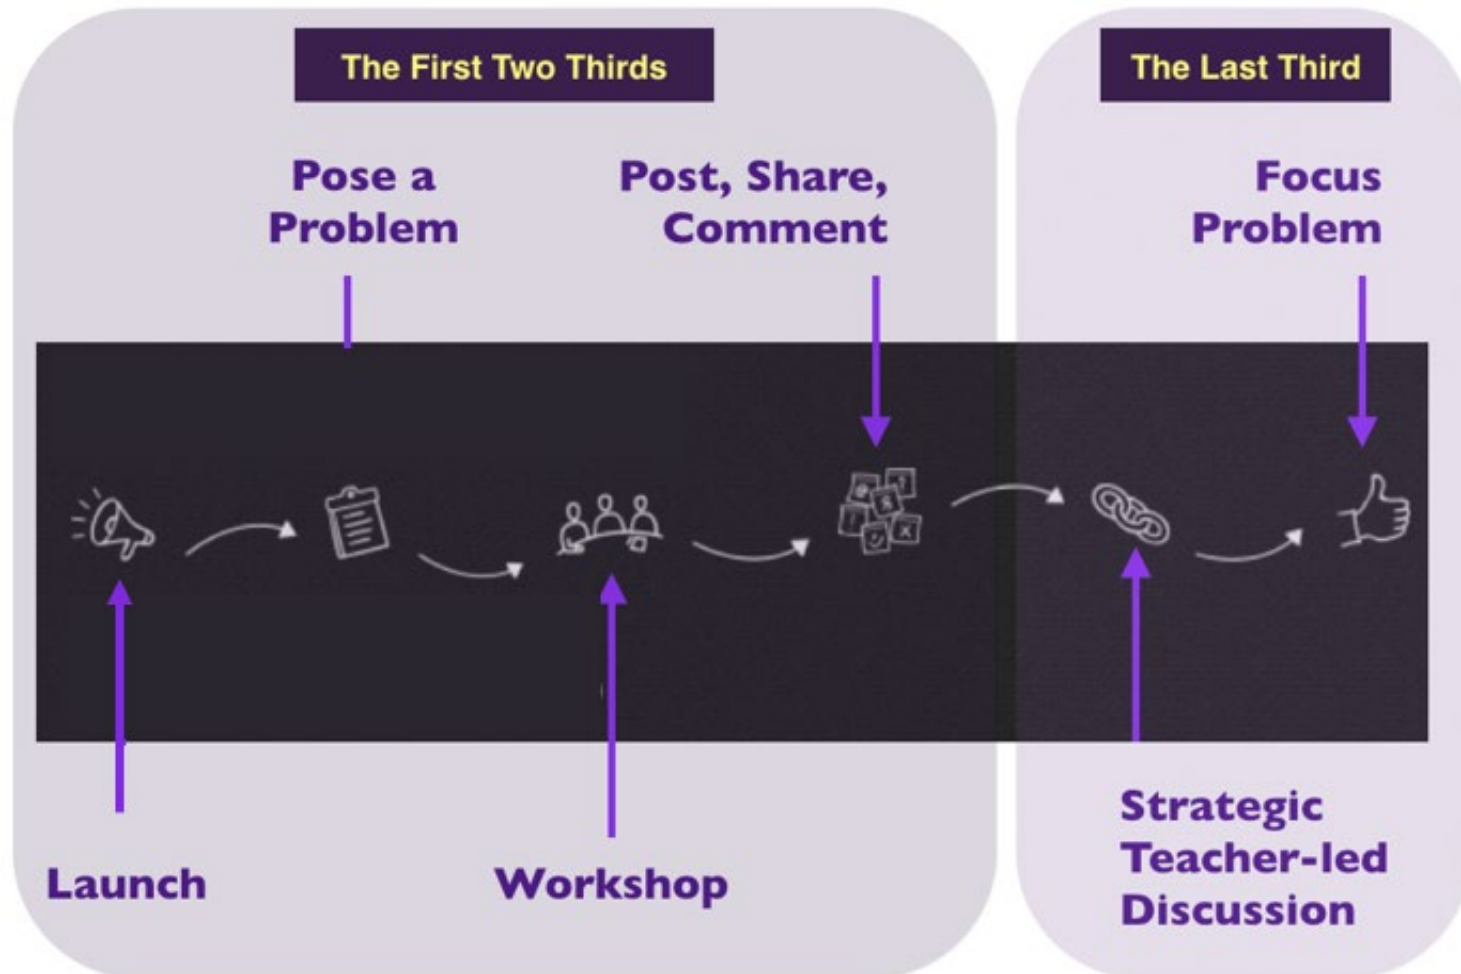 The First Two Thirds
The Last Third
Pose a
Problem
Post, Share,
Comment
Focus
Problem
Launch
Workshop
Strategic
Teacher-led
Discussion